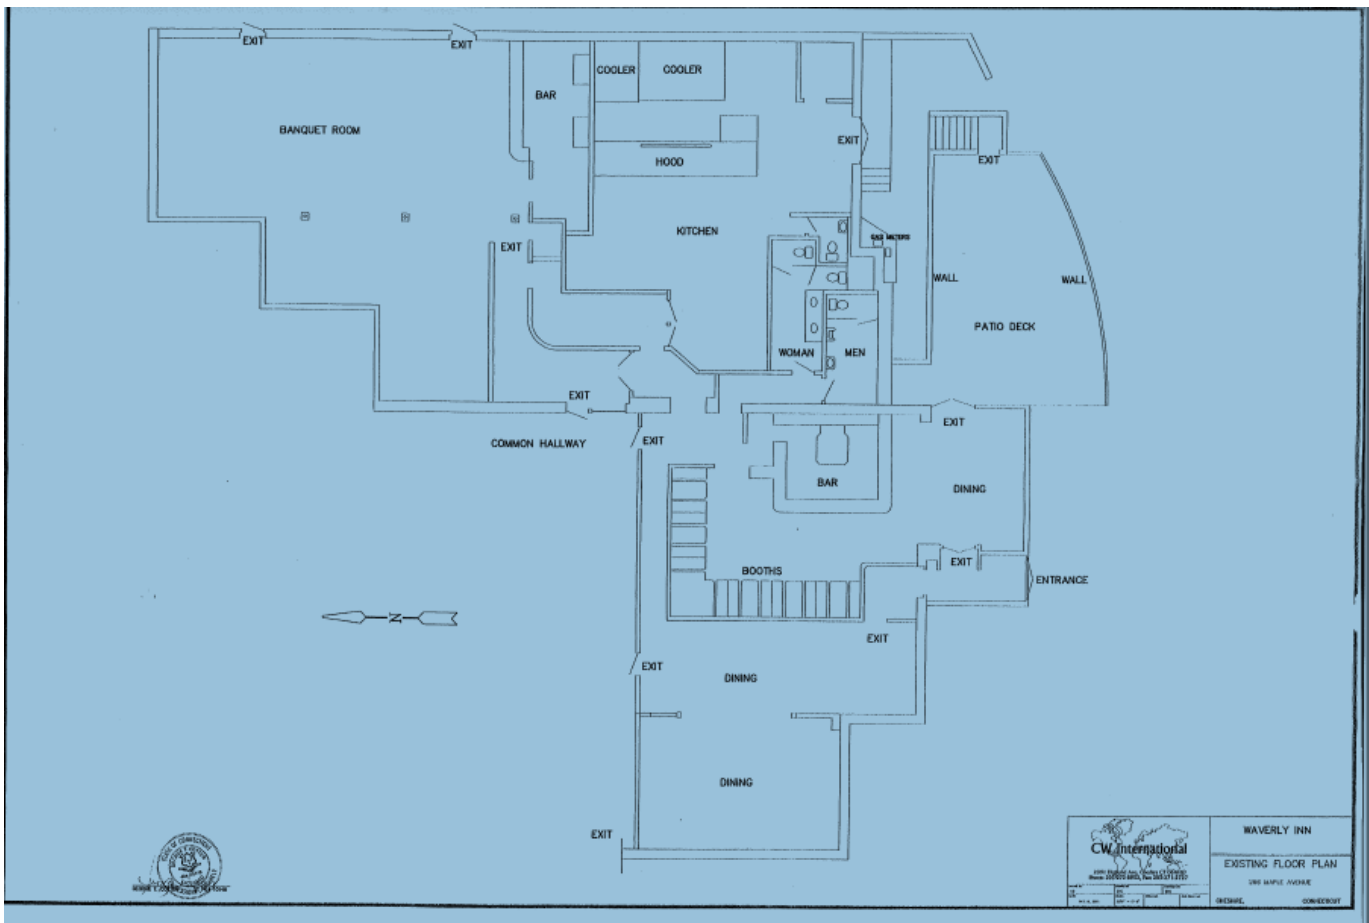 EXIT
EXIT
BAR
COOLER
COOLER
BANQUET ROOM
HOOD
EXIT
EXIT
KITCHEN
EXIT
GAS METERS
WALL
WALL
PATIO DECK
WOMAN
MEN
EXIT
EXIT
COMMON HALLWAY
EXIT
BAR
DINING
BOOTHS
EXIT
ENTRANCE
N
EXIT
EXIT
DINING
DINING
EXIT
CW International
WAVERLY INN
EXISTING FLOOR PLAN
MAPLE AVENUE
CHESHIRE, CONNECTICUT